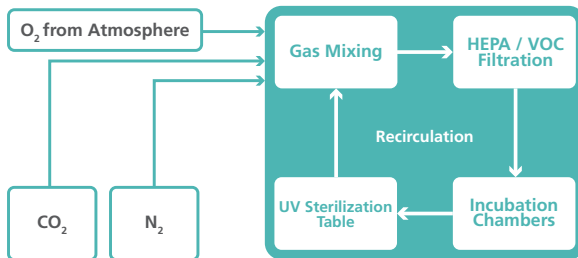 O₂ from Atmosphere
Gas Mixing
HEPA / VOC
Filtration
Recirculation
CO₂
N₂
UV Sterilization
Table
Incubation
Chambers